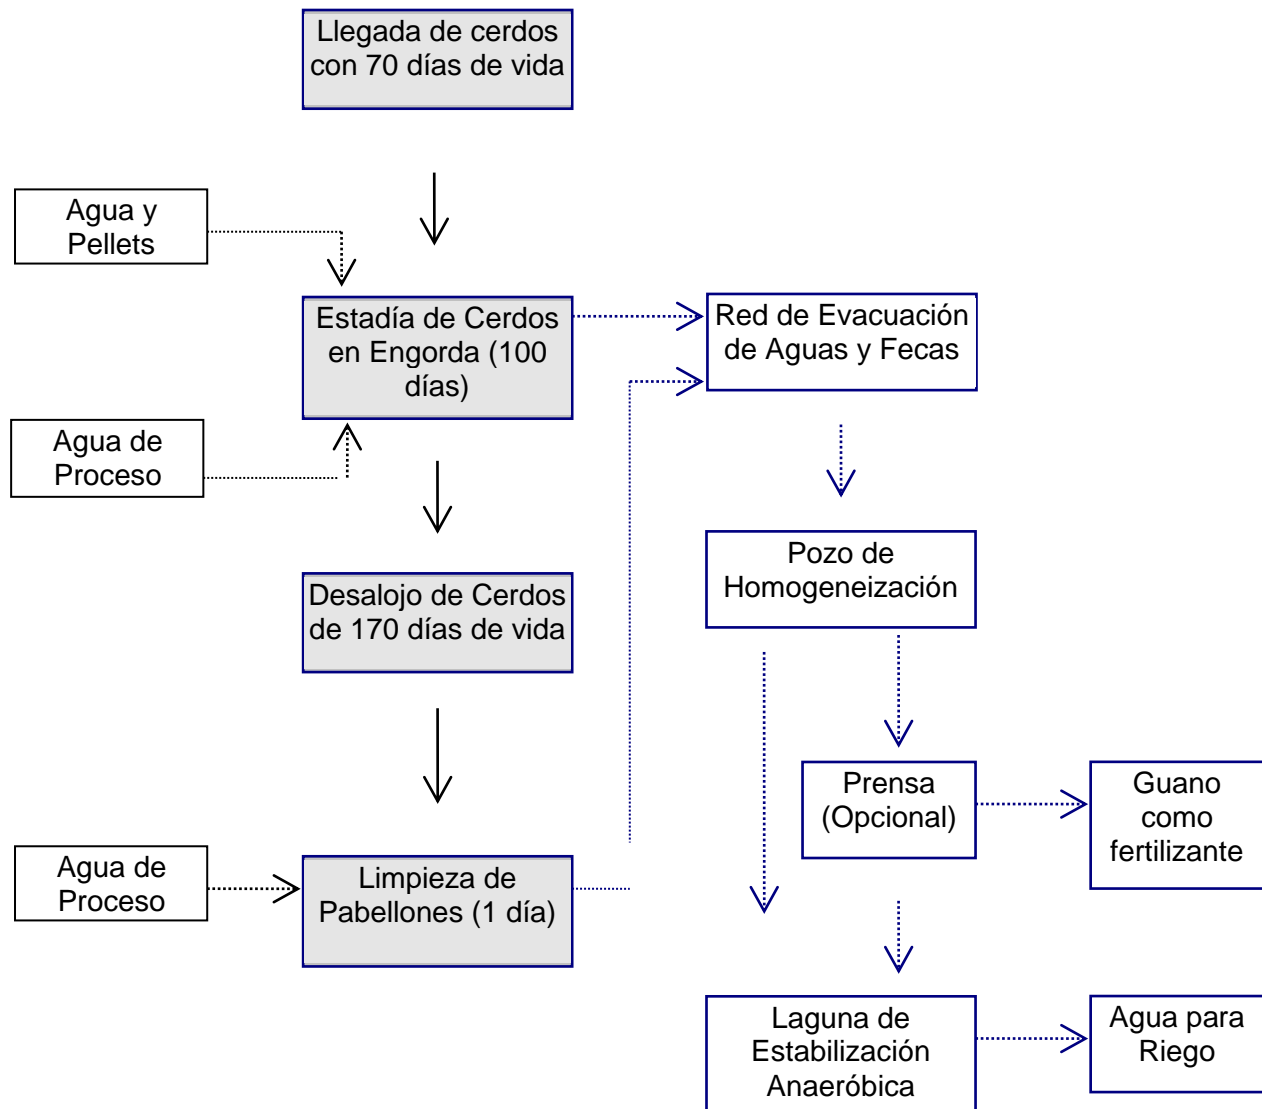 Llegada de cerdos
con 70 días de vida
Agua y
Pellets
Estadía de Cerdos
en Engorda (100
días)
Red de Evacuación
de Aguas y Fecas
Agua de
Proceso
Pozo de
Homogeneización
Desalojo de Cerdos
de 170 días de vida
Prensa
(Opcional)
Guano
como
fertilizante
Agua de
Proceso
Limpieza de
Pabellones (1 día)
Laguna de
Estabilización
Anaeróbica
Agua para
Riego